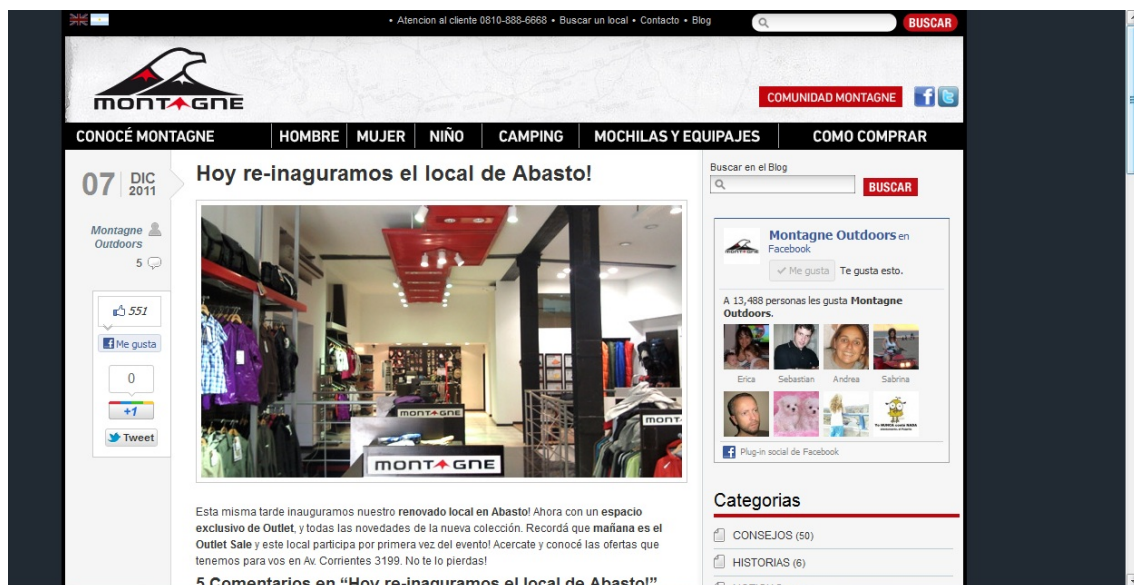 • Atencion al cliente 0810-888-6668 • Buscar un local • Contacto • Blog
BUSCAR
MONTAGNE
COMUNIDAD MONTAGNE
CONOCÉ MONTAGNE HOMBRE MUJER NIÑO CAMPING MOCHILAS Y EQUIPAJES COMO COMPRAR
07 DIC 2011
Montagne Outdoors
5
551
Me gusta
0
+1
Tweet
Hoy re-inaguramos el local de Abasto!
MONTAGNE
MONT
MONTAGNE
Esta misma tarde inauguramos nuestro renovado local en Abasto! Ahora con un espacio
exclusivo de Outlet, y todas las novedades de la nueva colección. Recordá que mañana es el
Outlet Sale y este local participa por primera vez del evento! Acercate y conocé las ofertas que
tenemos para vos en Av. Corrientes 3199. No te lo pierdas!
5 Comentarios en “Hoy re-inaguramos el local de Abasto!”
Buscar en el Blog
BUSCAR
Montagne Outdoors en
Facebook
Me gusta Te gusta esto.
A 13,488 personas les gusta Montagne
Outdoors.
Erica Sebastian Andrea Sabrina
Plug-in social de Facebook
Categorias
CONSEJOS (50)
HISTORIAS (6)